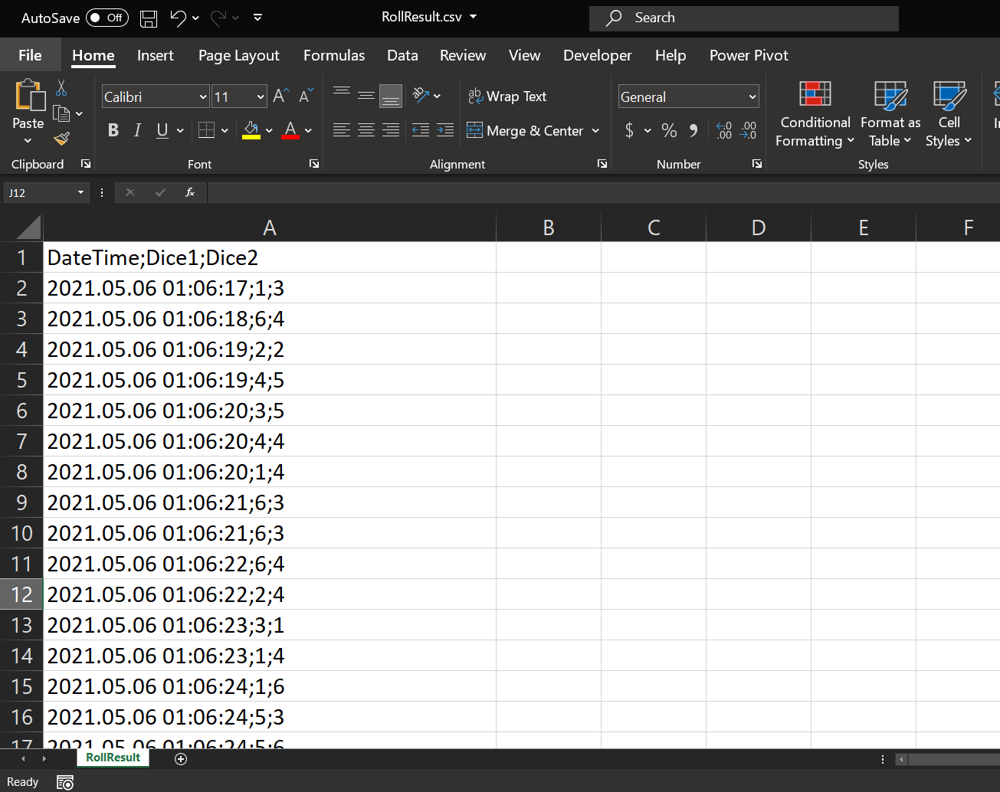 AutoSave Off RollResult.csv Search
File Home Insert Page Layout Formulas Data Review View Developer Help Power Pivot
Calibri 11 A A ab Wrap Text General
Paste B I U A Merge & Center $ % , .00 .00 Conditional Formatting Format as Table Cell Styles
Clipboard Font Alignment Number Styles
J12 fx
A B C D E F
1 DateTime;Dice1;Dice2
2 2021.05.06 01:06:17;1;3
3 2021.05.06 01:06:18;6;4
4 2021.05.06 01:06:19;2;2
5 2021.05.06 01:06:19;4;5
6 2021.05.06 01:06:20;3;5
7 2021.05.06 01:06:20;4;4
8 2021.05.06 01:06:20;1;4
9 2021.05.06 01:06:21;6;3
10 2021.05.06 01:06:21;6;3
11 2021.05.06 01:06:22;6;4
12 2021.05.06 01:06:22;2;4
13 2021.05.06 01:06:23;3;1
14 2021.05.06 01:06:23;1;4
15 2021.05.06 01:06:24;1;6
16 2021.05.06 01:06:24;5;3
17 2021.05.06 01:06:24;5;6
RollResult
Ready